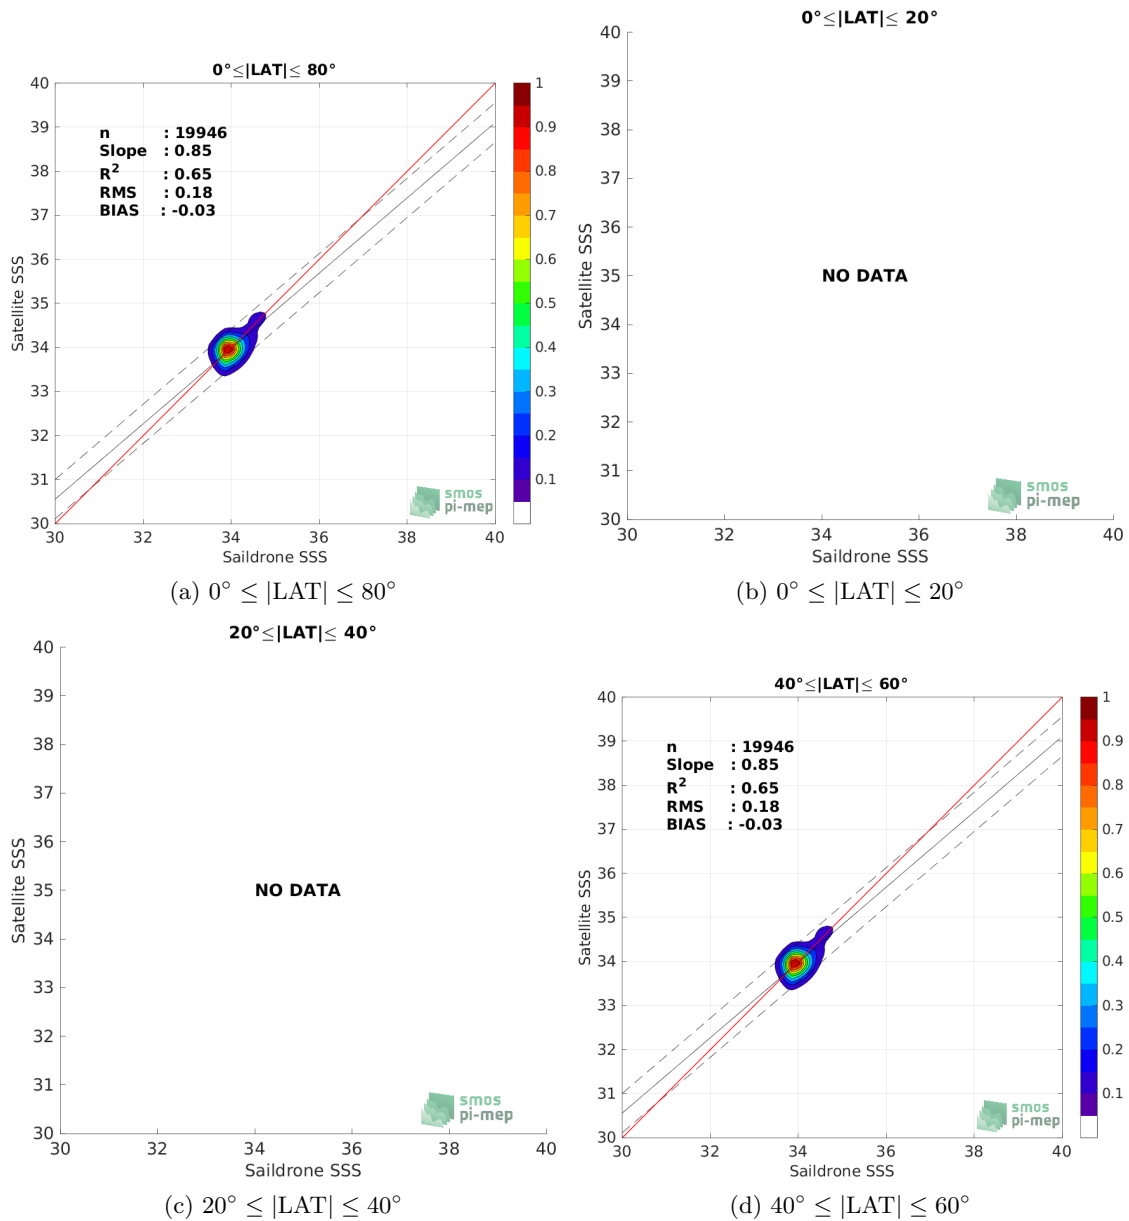 0°≤|LAT|≤ 80°
40
39
38
37
36
35
34
33
32
31
30
30 32 34 36 38 40
Satellite SSS
Saildrone SSS
n : 19946
Slope : 0.85
R² : 0.65
RMS : 0.18
BIAS : -0.03
1
0.9
0.8
0.7
0.6
0.5
0.4
0.3
0.2
0.1
smos
pi-mep
(a) 0° ≤ |LAT| ≤ 80°
0°≤|LAT|≤ 20°
40
39
38
37
36
35
34
33
32
31
30
30 32 34 36 38 40
Satellite SSS
Saildrone SSS
NO DATA
smos
pi-mep
(b) 0° ≤ |LAT| ≤ 20°
20°≤|LAT|≤ 40°
40
39
38
37
36
35
34
33
32
31
30
30 32 34 36 38 40
Satellite SSS
Saildrone SSS
NO DATA
smos
pi-mep
(c) 20° ≤ |LAT| ≤ 40°
40°≤|LAT|≤ 60°
40
39
38
37
36
35
34
33
32
31
30
30 32 34 36 38 40
Satellite SSS
Saildrone SSS
n : 19946
Slope : 0.85
R² : 0.65
RMS : 0.18
BIAS : -0.03
1
0.9
0.8
0.7
0.6
0.5
0.4
0.3
0.2
0.1
smos
pi-mep
(d) 40° ≤ |LAT| ≤ 60°